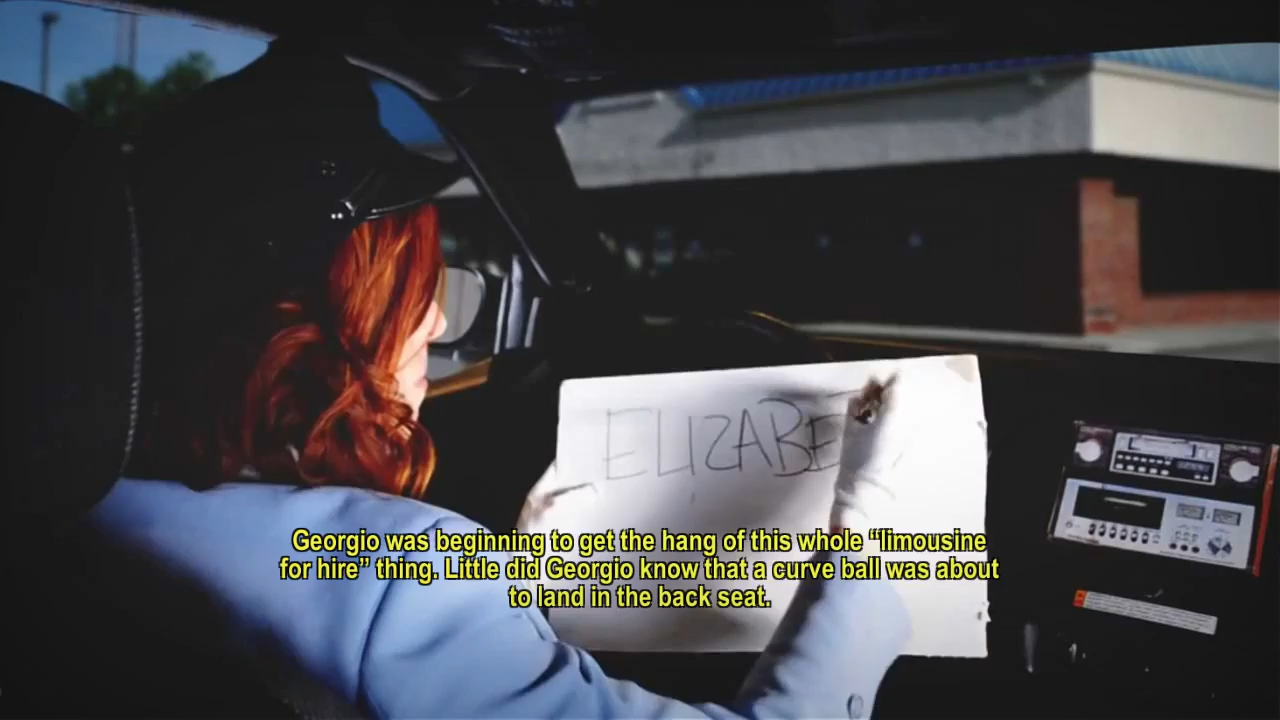 ELIZABE
Georgio was beginning to get the hang of this whole “limousine
for hire” thing. Little did Georgio know that a curve ball was about
to land in the back seat.